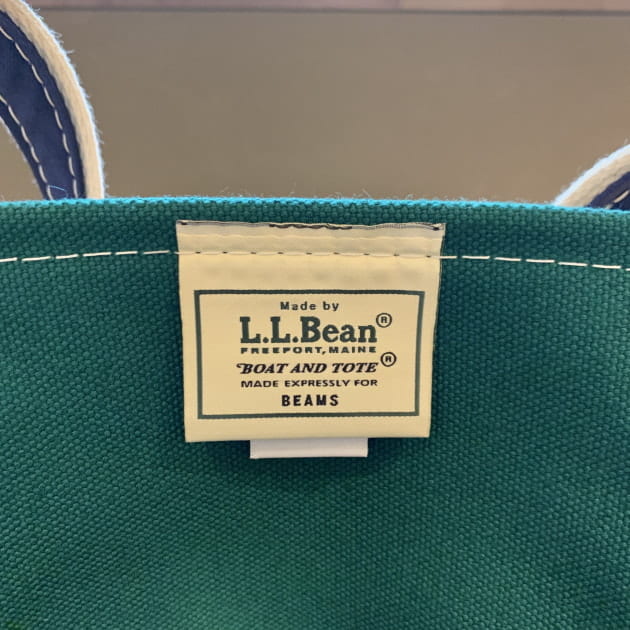 Made by
L.L.Bean®
FREEPORT, MAINE
BOAT AND TOTE®
MADE EXPRESSLY FOR
BEAMS